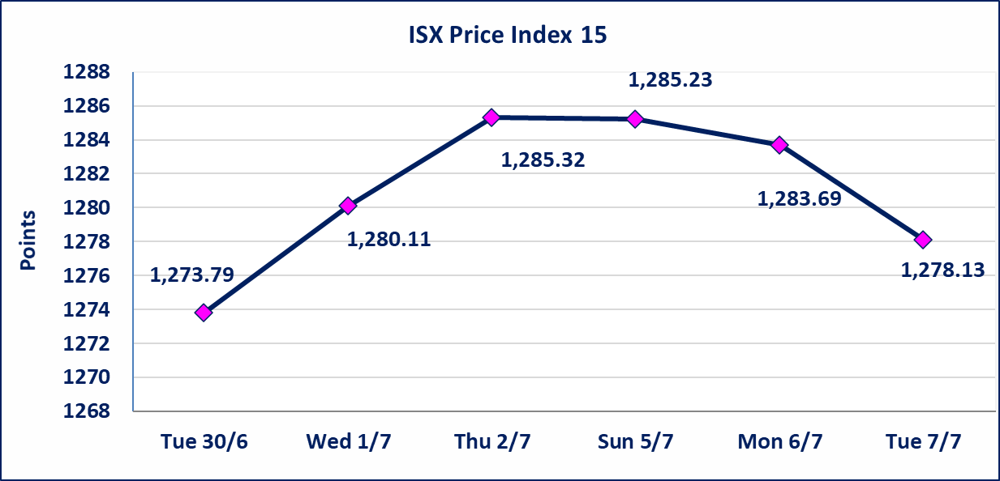 ISX Price Index 15
1288
1286
1284
1282
1280
1278
1276
1274
1272
1270
1268
Points
1,273.79
1,280.11
1,285.32
1,285.23
1,283.69
1,278.13
Tue 30/6
Wed 1/7
Thu 2/7
Sun 5/7
Mon 6/7
Tue 7/7